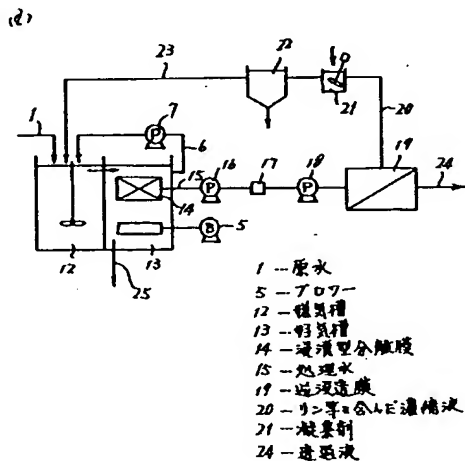 23
22
7
P
1
6
21
20
19
15
P
16
17
P
18
24
14
B
5
12
13
25
1 --- 原水
5 --- ブロワー
12 --- 嫌気槽
13 --- 好気槽
14 --- 浸漬型分離膜
15 --- 処理水
19 --- 逆浸透膜
20 --- リン等を含んだ濃縮液
21 --- 凝集剤
24 --- 透過液